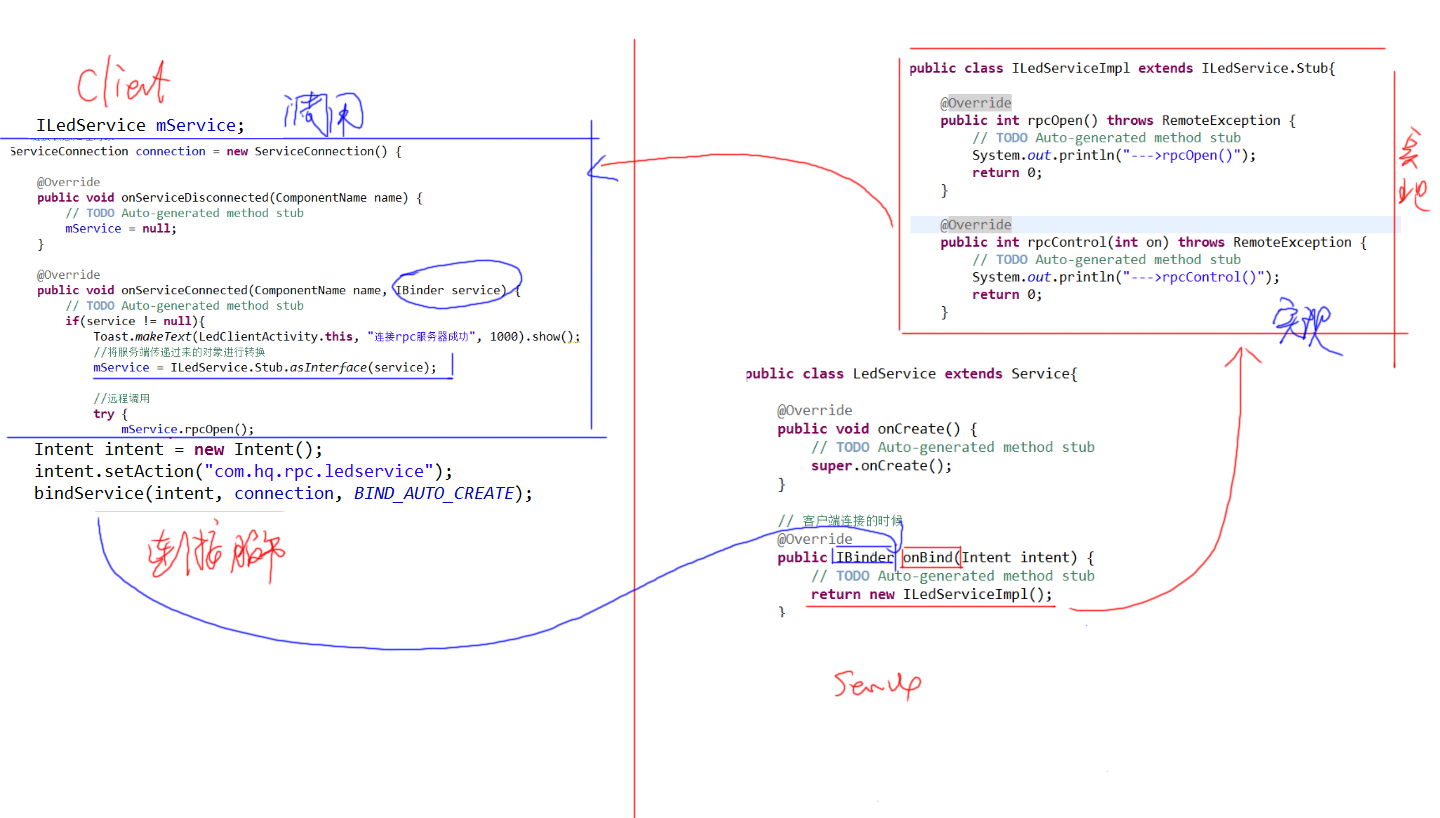 Client
调用
ILedService mService;
ServiceConnection connection = new ServiceConnection() {
@Override
public void onServiceDisconnected(ComponentName name) {
// TODO Auto-generated method stub
mService = null;
}
@Override
public void onServiceConnected(ComponentName name, IBinder service) {
// TODO Auto-generated method stub
if(service != null){
Toast.makeText(LedClientActivity.this, "连接rpc服务器成功", 1000).show();
//将服务端传递过来的对象进行转换
mService = ILedService.Stub.asInterface(service);
//远程调用
try {
mService.rpcOpen();
Intent intent = new Intent();
intent.setAction("com.hq.rpc.ledservice");
bindService(intent, connection, BIND_AUTO_CREATE);
连接服务
public class ILedServiceImpl extends ILedService.Stub{
@Override
public int rpcOpen() throws RemoteException {
// TODO Auto-generated method stub
System.out.println("--->rpcOpen()");
return 0;
}
@Override
public int rpcControl(int on) throws RemoteException {
// TODO Auto-generated method stub
System.out.println("--->rpcControl()");
return 0;
}
实现
public class LedService extends Service{
@Override
public void onCreate() {
// TODO Auto-generated method stub
super.onCreate();
}
// 客户端连接的时候
@Override
public IBinder onBind(Intent intent) {
// TODO Auto-generated method stub
return new ILedServiceImpl();
}